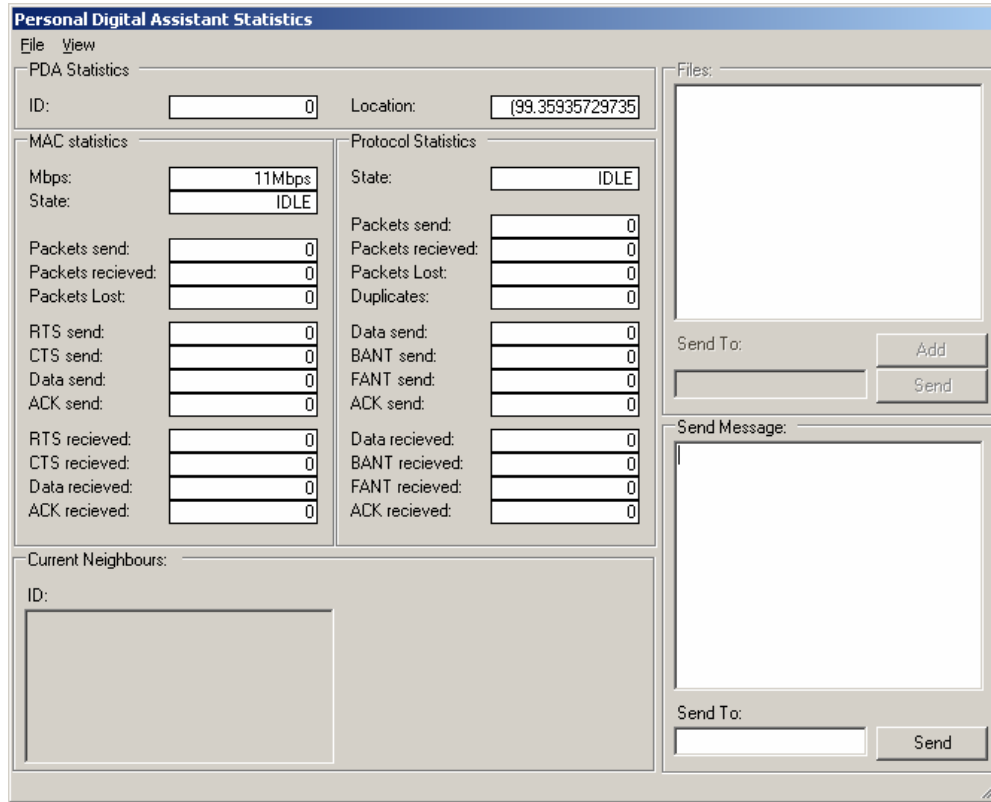 Personal Digital Assistant Statistics
File View
PDA Statistics
ID: 0 Location: (99.35935729735
MAC statistics
Mbps: 11Mbps
State: IDLE
Packets send: 0
Packets recieved: 0
Packets Lost: 0
RTS send: 0
CTS send: 0
Data send: 0
ACK send: 0
RTS recieved: 0
CTS recieved: 0
Data recieved: 0
ACK recieved: 0
Protocol Statistics
State: IDLE
Packets send: 0
Packets recieved: 0
Packets Lost: 0
Duplicates: 0
Data send: 0
BANT send: 0
FANT send: 0
ACK send: 0
Data recieved: 0
BANT recieved: 0
FANT recieved: 0
ACK recieved: 0
Current Neighbours:
ID:
Files:
Send To:
Add
Send
Send Message:
Send To:
Send